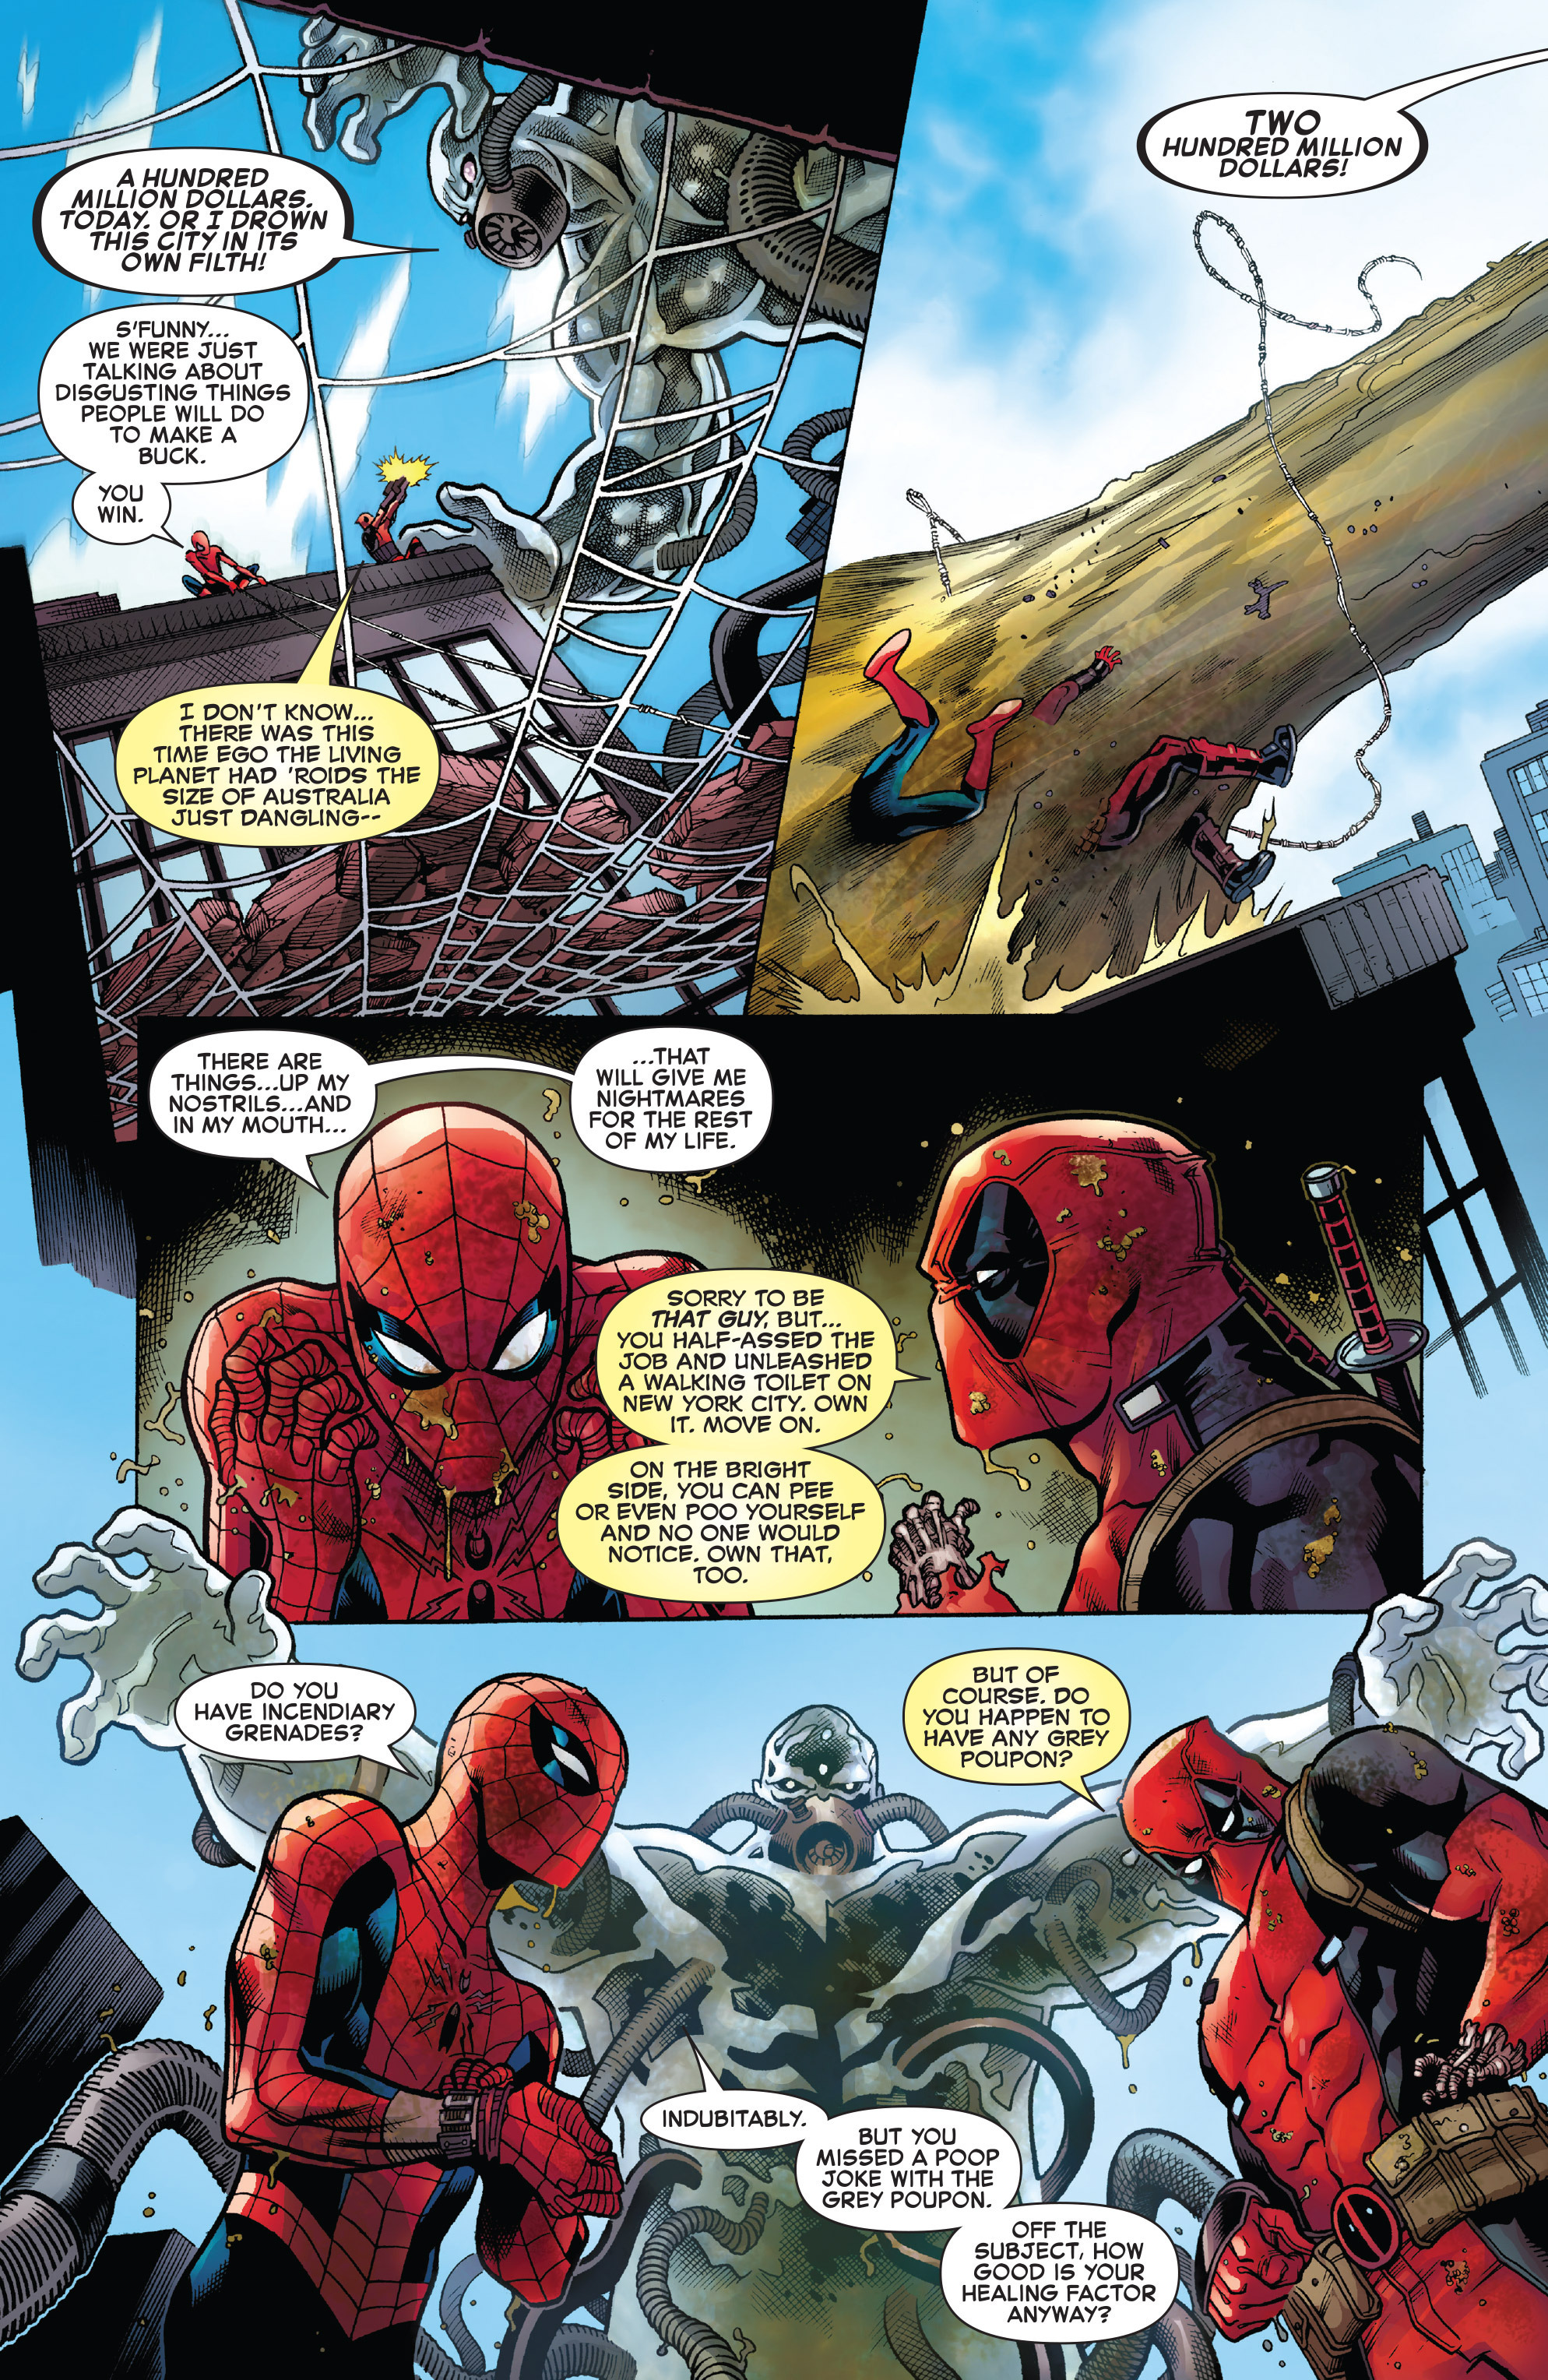 A HUNDRED
MILLION DOLLARS.
TODAY. OR I DROWN
THIS CITY IN ITS
OWN FILTH!
S'FUNNY...
WE WERE JUST
TALKING ABOUT
DISGUSTING THINGS
PEOPLE WILL DO
TO MAKE A
BUCK.
YOU
WIN.
I DON'T KNOW...
THERE WAS THIS
TIME EGO THE LIVING
PLANET HAD 'ROIDS THE
SIZE OF AUSTRALIA
JUST DANGLING--
TWO
HUNDRED MILLION
DOLLARS!
THERE ARE
THINGS...UP MY
NOSTRILS...AND
IN MY MOUTH...
...THAT
WILL GIVE ME
NIGHTMARES
FOR THE REST
OF MY LIFE.
SORRY TO BE
THAT GUY, BUT...
YOU HALF-ASSED THE
JOB AND UNLEASHED
A WALKING TOILET ON
NEW YORK CITY. OWN
IT. MOVE ON.
ON THE BRIGHT
SIDE, YOU CAN PEE
OR EVEN POO YOURSELF
AND NO ONE WOULD
NOTICE. OWN THAT,
TOO.
DO YOU
HAVE INCENDIARY
GRENADES?
BUT OF
COURSE. DO
YOU HAPPEN TO
HAVE ANY GREY
POUPON?
INDUBITABLY.
BUT YOU
MISSED A POOP
JOKE WITH THE
GREY POUPON.
OFF THE
SUBJECT, HOW
GOOD IS YOUR
HEALING FACTOR
ANYWAY?